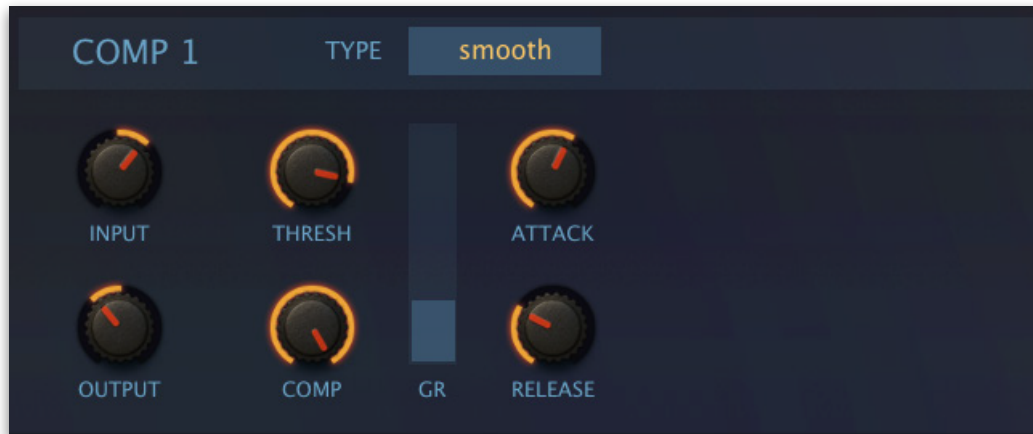 COMP 1 TYPE smooth
INPUT THRESH ATTACK
OUTPUT COMP GR RELEASE